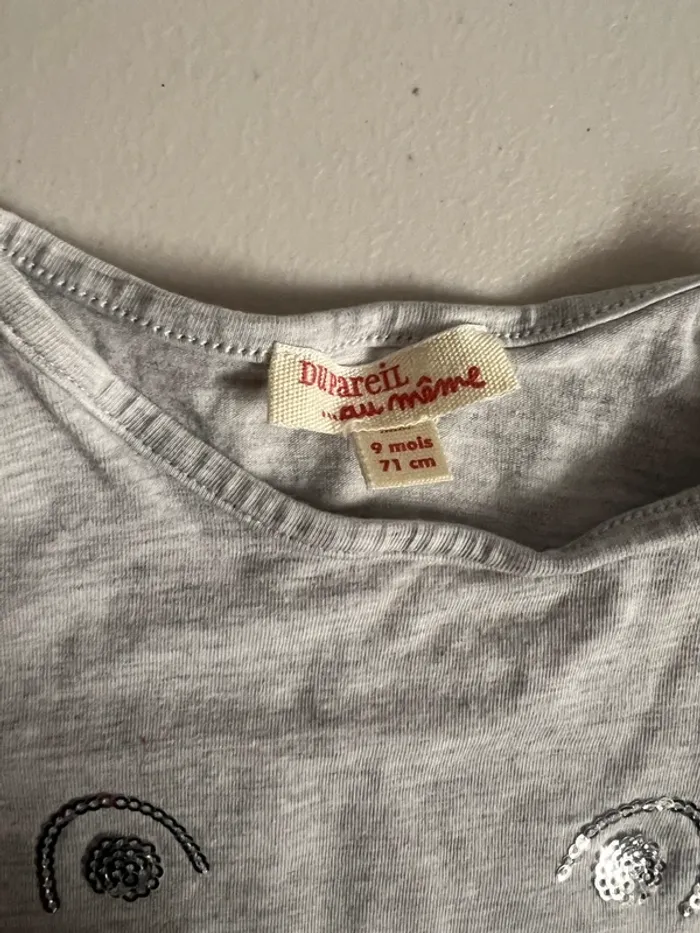 DuPareiL
...au même
9 mois
71 cm